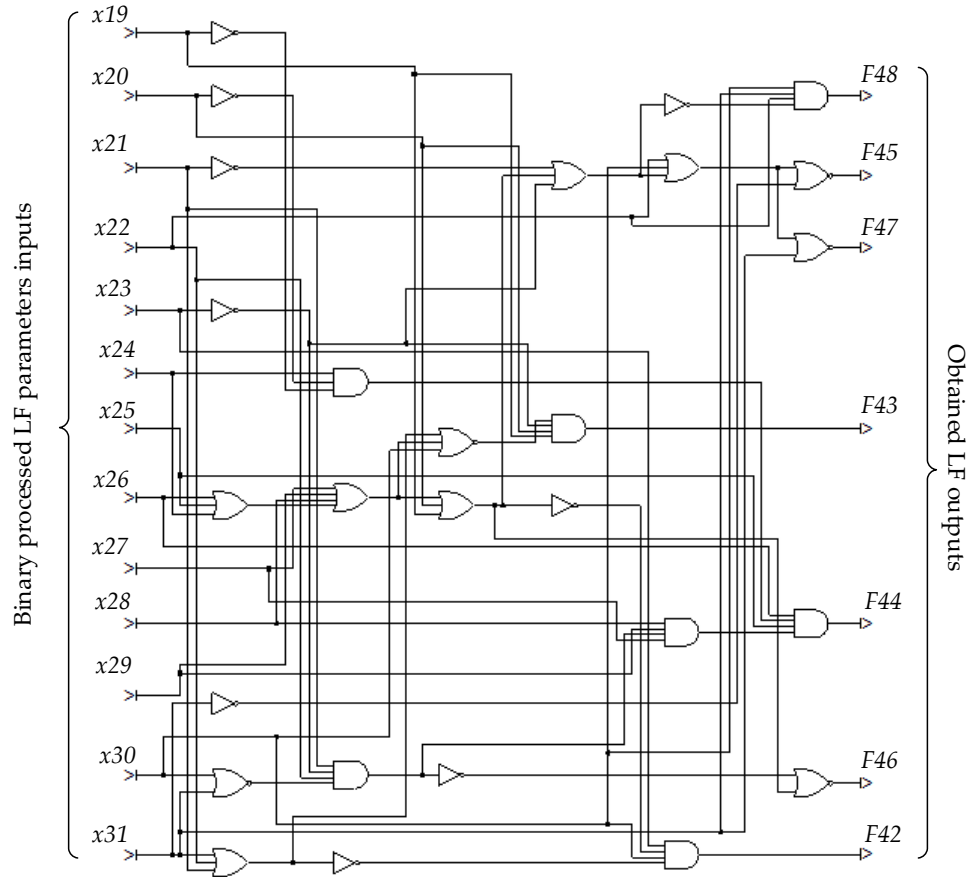 Binary processed LF parameters inputs
x19
x20
x21
x22
x23
x24
x25
x26
x27
x28
x29
x30
x31
F48
F45
F47
F43
F44
F46
F42
Obtained LF outputs